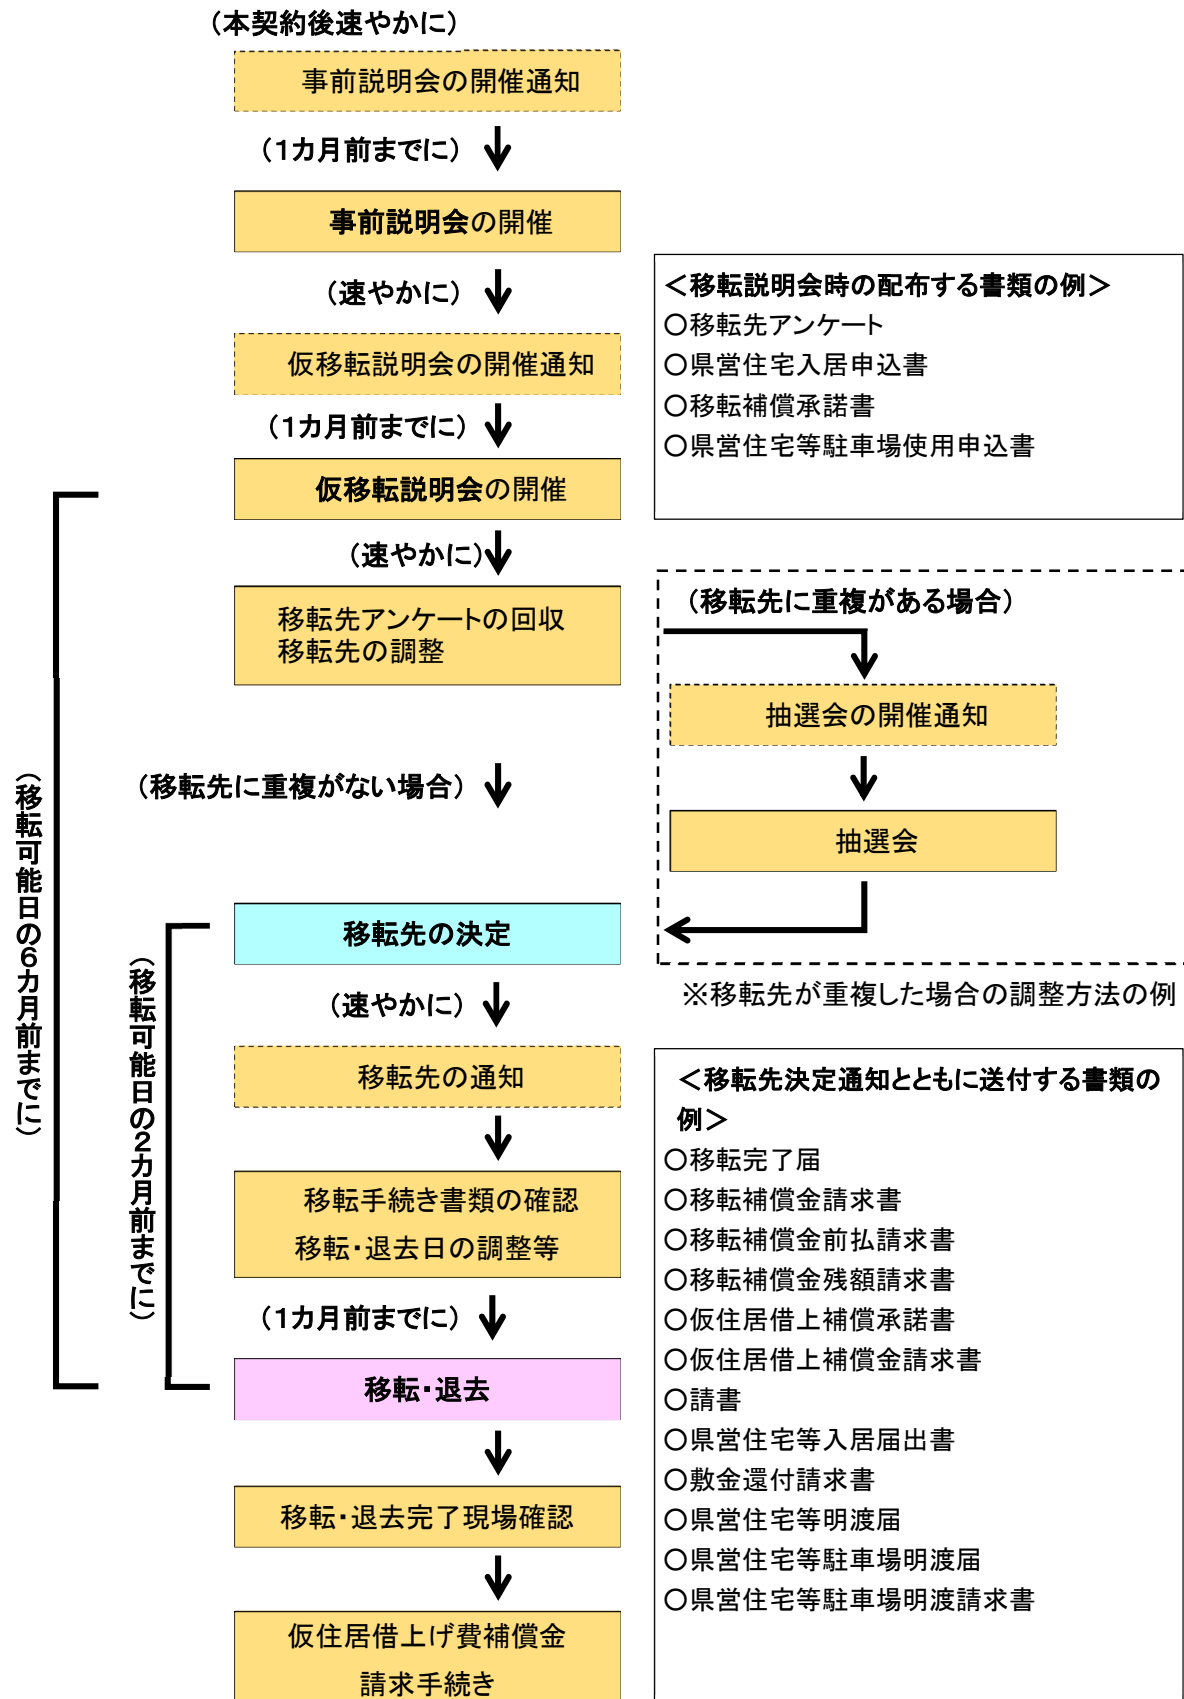 (本契約後速やかに)
事前説明会の開催通知
(1カ月前までに)
事前説明会の開催
(速やかに)
仮移転説明会の開催通知
(1カ月前までに)
仮移転説明会の開催
(速やかに)
移転先アンケートの回収
移転先の調整
(移転先に重複がない場合)
移転先の決定
(速やかに)
移転先の通知
移転手続き書類の確認
移転・退去日の調整等
(1カ月前までに)
移転・退去
移転・退去完了現場確認
仮住居借上げ費補償金
請求手続き
(移転可能日の6カ月前までに)
(移転可能日の2カ月前までに)
<移転説明会時の配布する書類の例>
○移転先アンケート
○県営住宅入居申込書
○移転補償承諾書
○県営住宅等駐車場使用申込書
(移転先に重複がある場合)
抽選会の開催通知
抽選会
※移転先が重複した場合の調整方法の例
<移転先決定通知とともに送付する書類の
例>
○移転完了届
○移転補償金請求書
○移転補償金前払請求書
○移転補償金残額請求書
○仮住居借上補償承諾書
○仮住居借上補償金請求書
○請書
○県営住宅等入居届出書
○敷金還付請求書
○県営住宅等明渡届
○県営住宅等駐車場明渡届
○県営住宅等駐車場明渡請求書